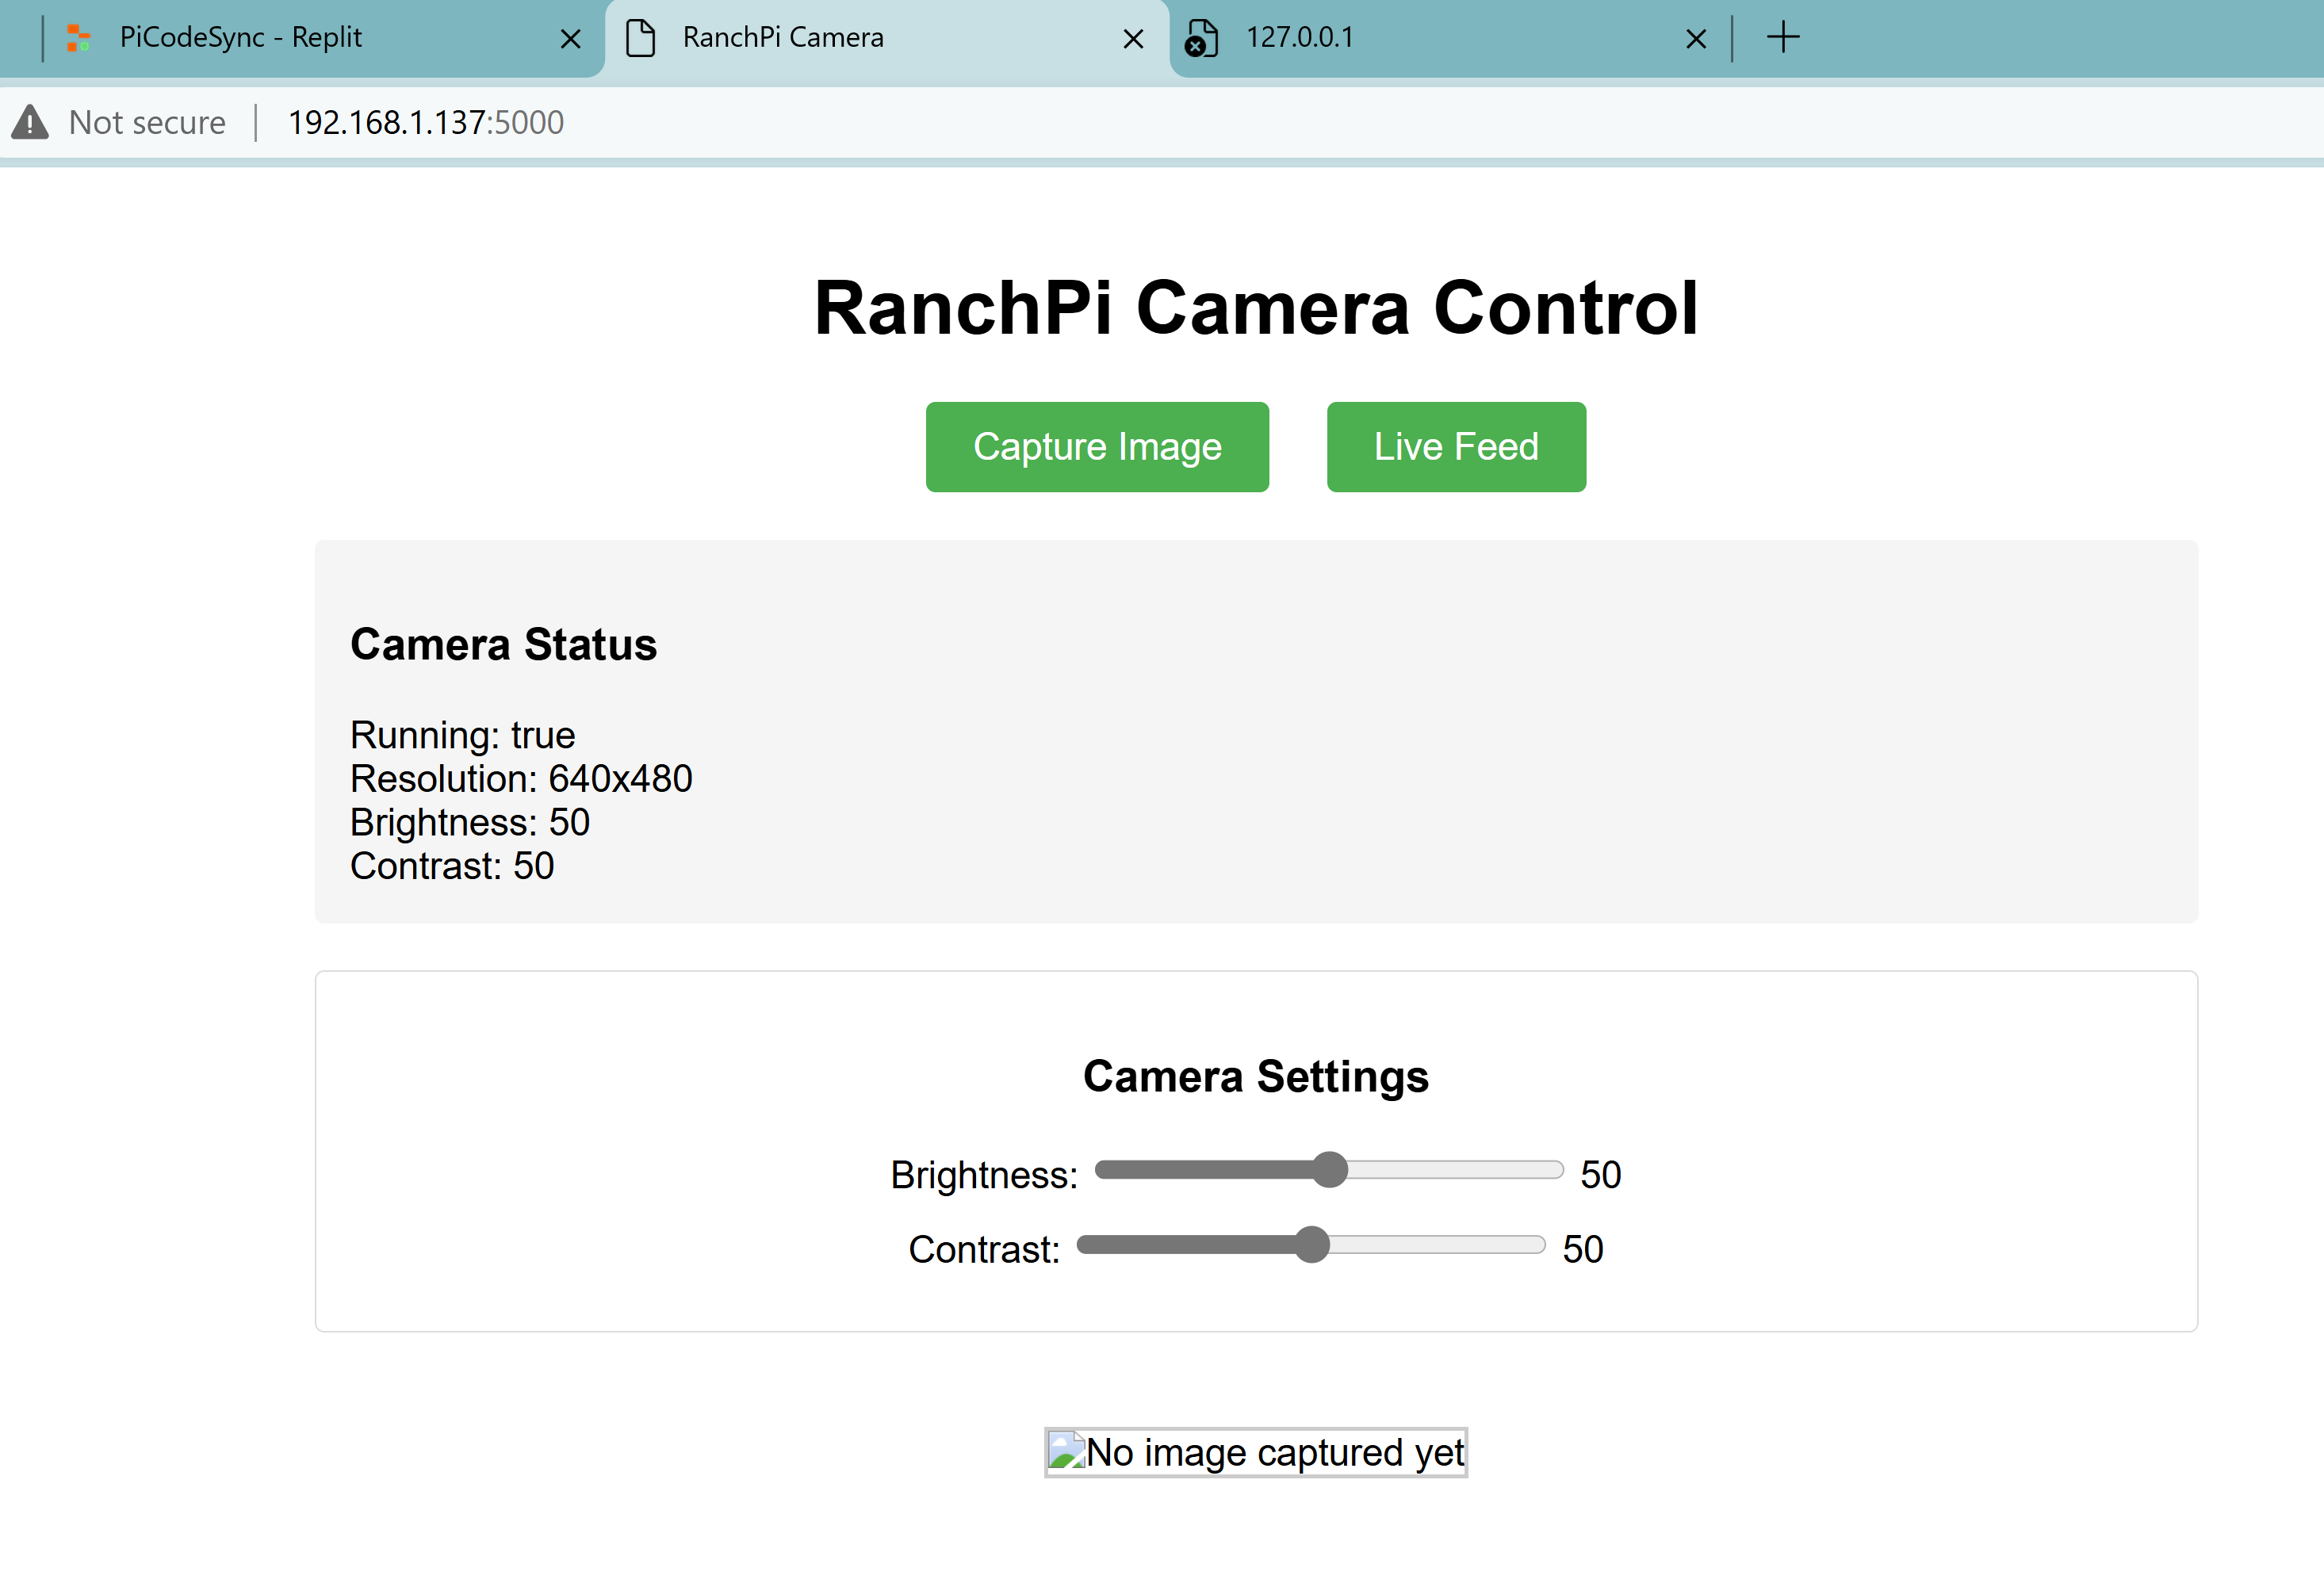 PiCodeSync - Replit
RanchPi Camera
127.0.0.1
Not secure
192.168.1.137:5000
RanchPi Camera Control
Capture Image
Live Feed
Camera Status
Running: true
Resolution: 640x480
Brightness: 50
Contrast: 50
Camera Settings
Brightness: 50
Contrast: 50
No image captured yet